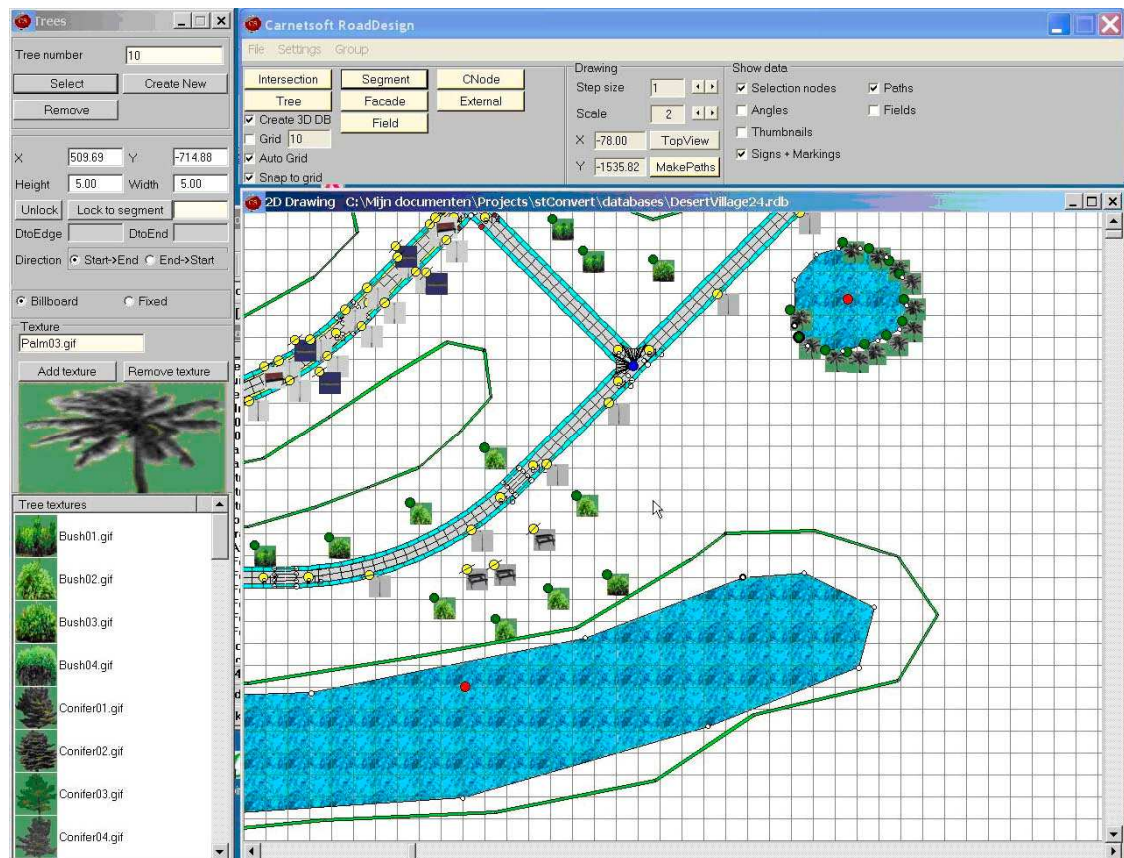 Trees
Tree number 10
Select Create New
Remove
X 509.69 Y -714.88
Height 5.00 Width 5.00
Unlock Lock to segment
DtoEdge DtoEnd
Direction Start->End End->Start
Billboard Fixed
Texture
Palm03.gif
Add texture Remove texture
Tree textures
Bush01.gif
Bush02.gif
Bush03.gif
Bush04.gif
Conifer01.gif
Conifer02.gif
Conifer03.gif
Conifer04.gif
Carnetsoft RoadDesign
File Settings Group
Intersection Segment CNode
Tree Facade External
Create 3D DB Field
Grid 10
Auto Grid
Snap to grid
Drawing
Step size 1
Scale 2
X -78.00 TopView
Y -1535.82 MakePaths
Show data
Selection nodes Paths
Angles Fields
Thumbnails
Signs + Markings
2D Drawing C:\Mijn documenten\Projects\stConvert\databases\DesertVillage24.rdb